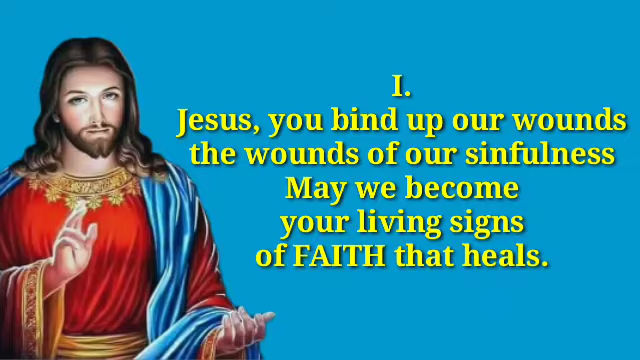 I.
Jesus, you bind up our wounds
the wounds of our sinfulness
May we become
your living signs
of FAITH that heals.